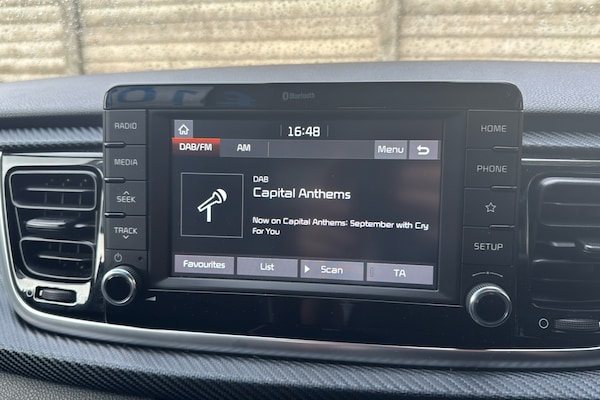 Bluetooth
RADIO
MEDIA
SEEK
TRACK
16:48
DAB/FM
AM
Menu
DAB
Capital Anthems
Now on Capital Anthems: September with Cry
For You
Favourites
List
Scan
TA
HOME
PHONE
SETUP